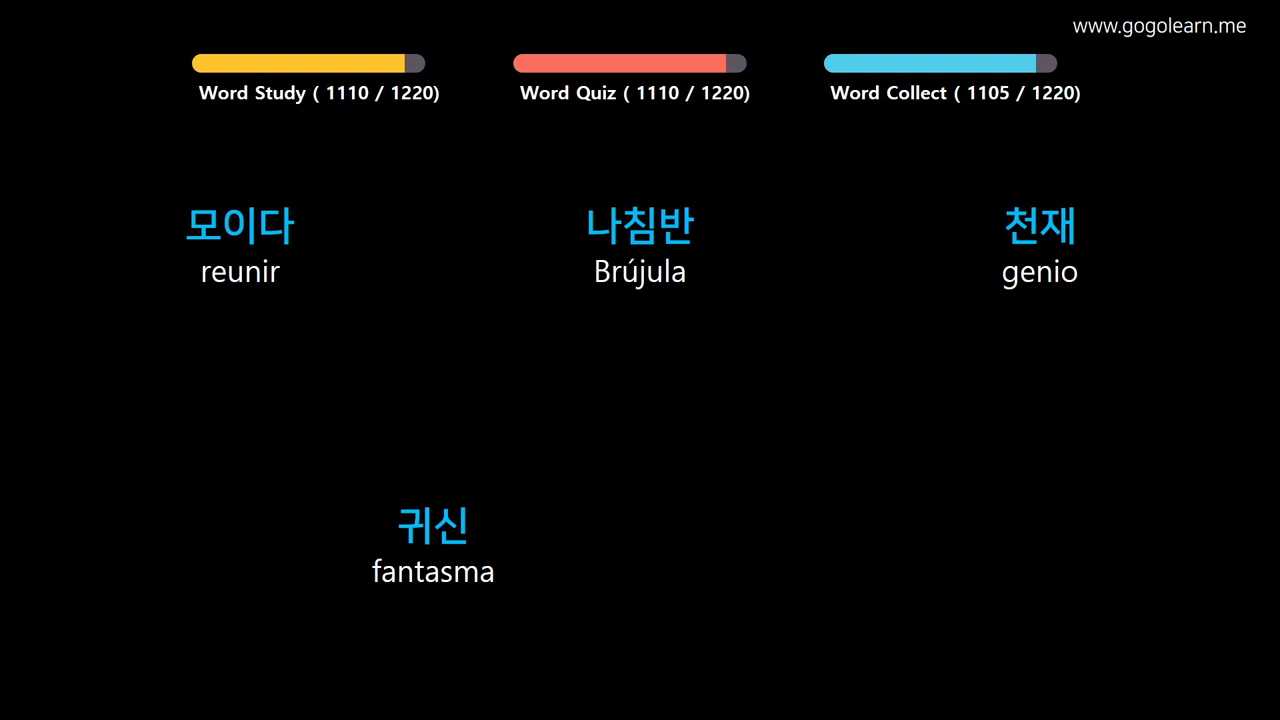 www.gogolearn.me
Word Study ( 1110 / 1220)
Word Quiz ( 1110 / 1220)
Word Collect ( 1105 / 1220)
모이다
reunir
나침반
Brújula
천재
genio
귀신
fantasma